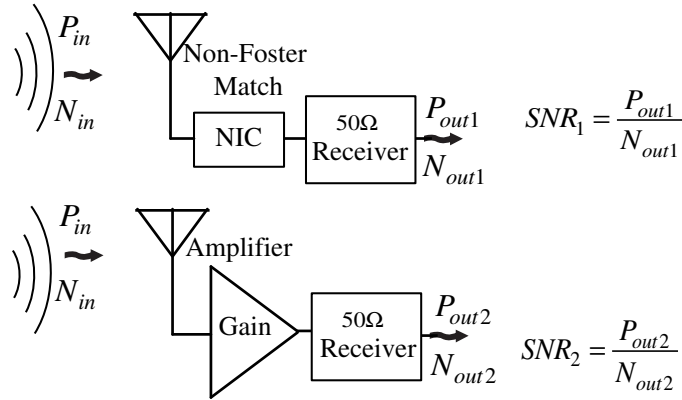 P_in
N_in
Non-Foster
Match
NIC
50Ω
Receiver
P_out1
N_out1
SNR_1 = P_out1 / N_out1
P_in
N_in
Amplifier
Gain
50Ω
Receiver
P_out2
N_out2
SNR_2 = P_out2 / N_out2